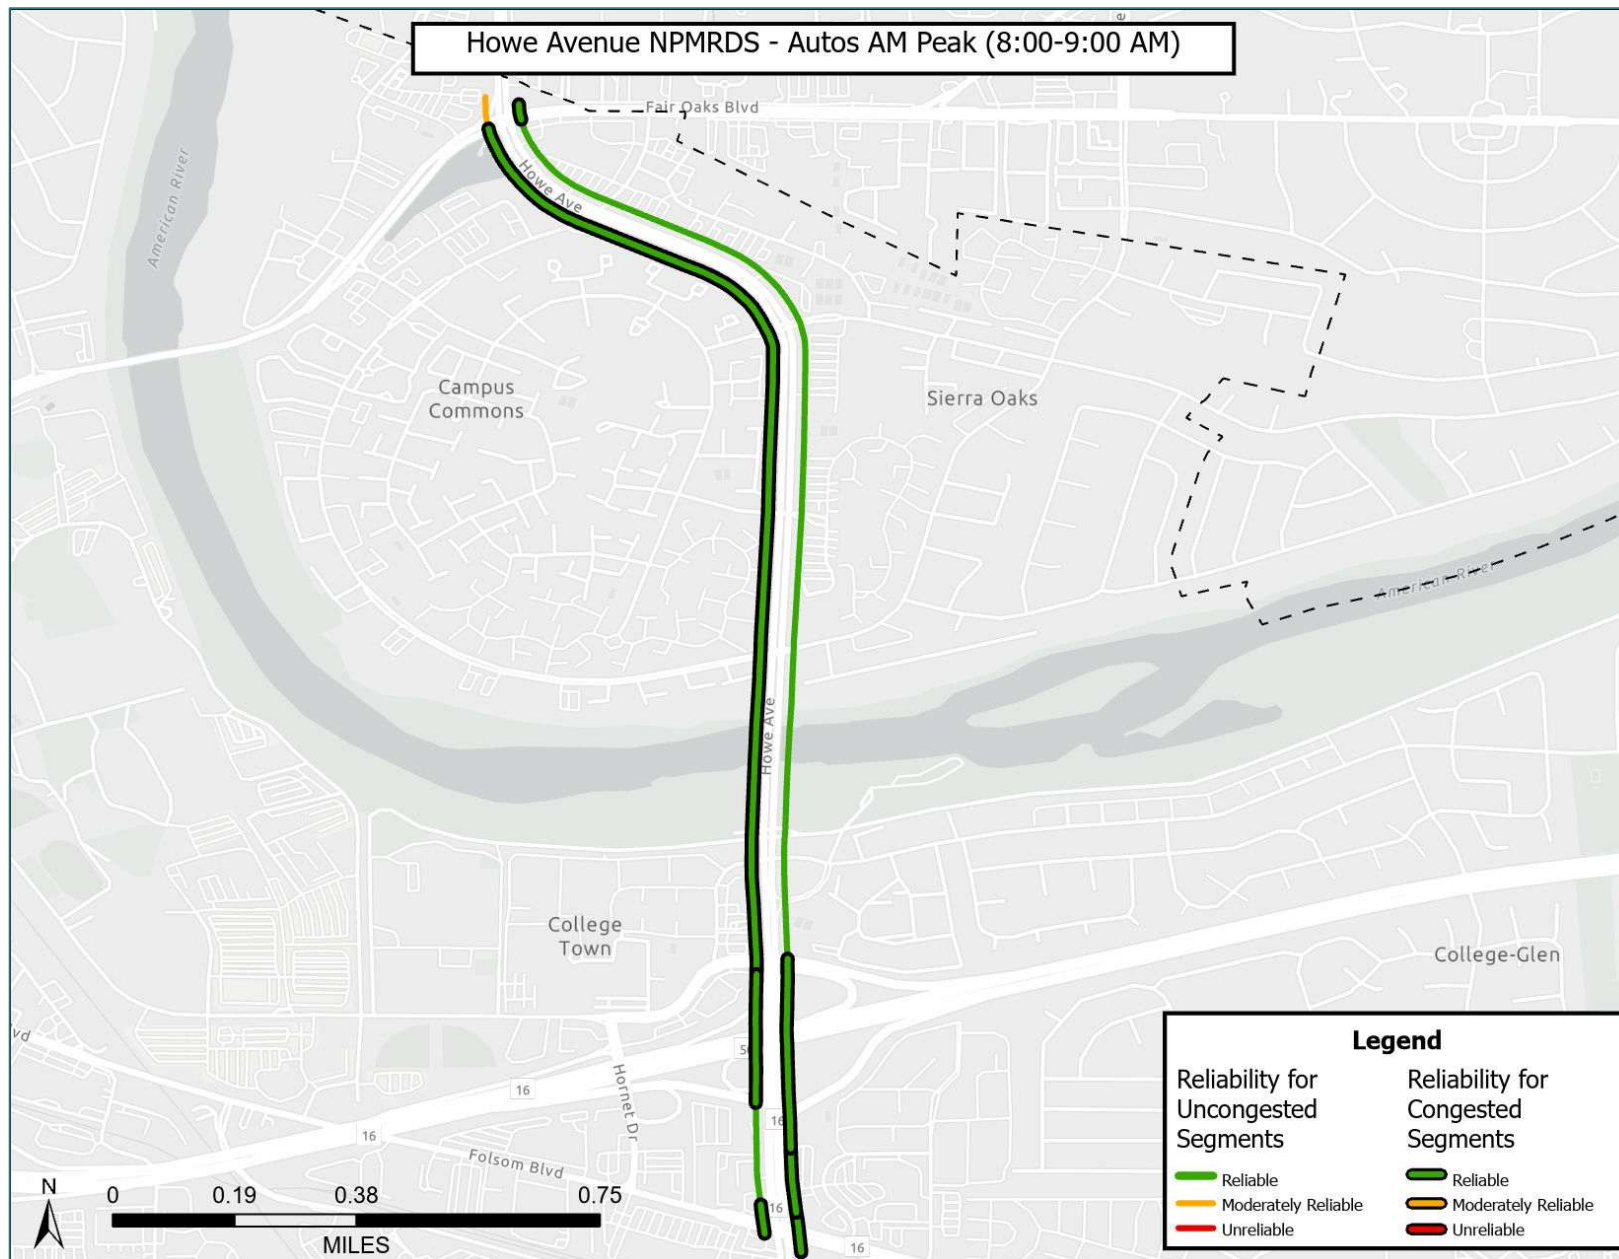 Howe Avenue NPMRDS - Autos AM Peak (8:00-9:00 AM)
e
Fair Oaks Blvd
American River
Howe Ave
Campus
Commons
Sierra Oaks
American River
Howe Ave
College
Town
College-Glen
lvd
50
16
Hornet Dr
16
16
Folsom Blvd
16
16
N
0 0.19 0.38 0.75
MILES
Legend
Reliability for
Uncongested
Segments
Reliable
Moderately Reliable
Unreliable
Reliability for
Congested
Segments
Reliable
Moderately Reliable
Unreliable